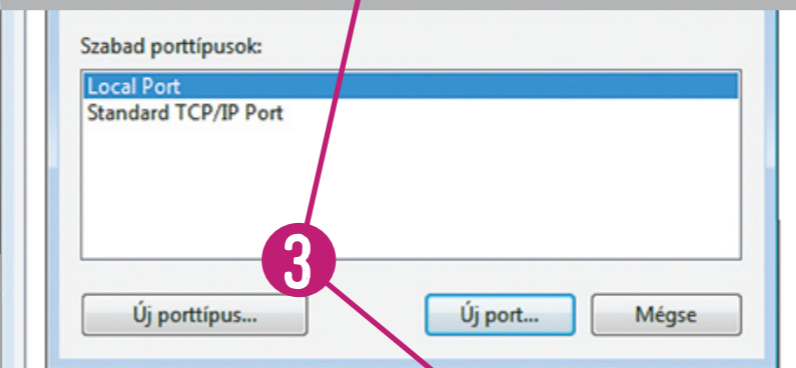 Szabad porttípusok:
Local Port
Standard TCP/IP Port
3
Új porttípus...
Új port...
Mégse